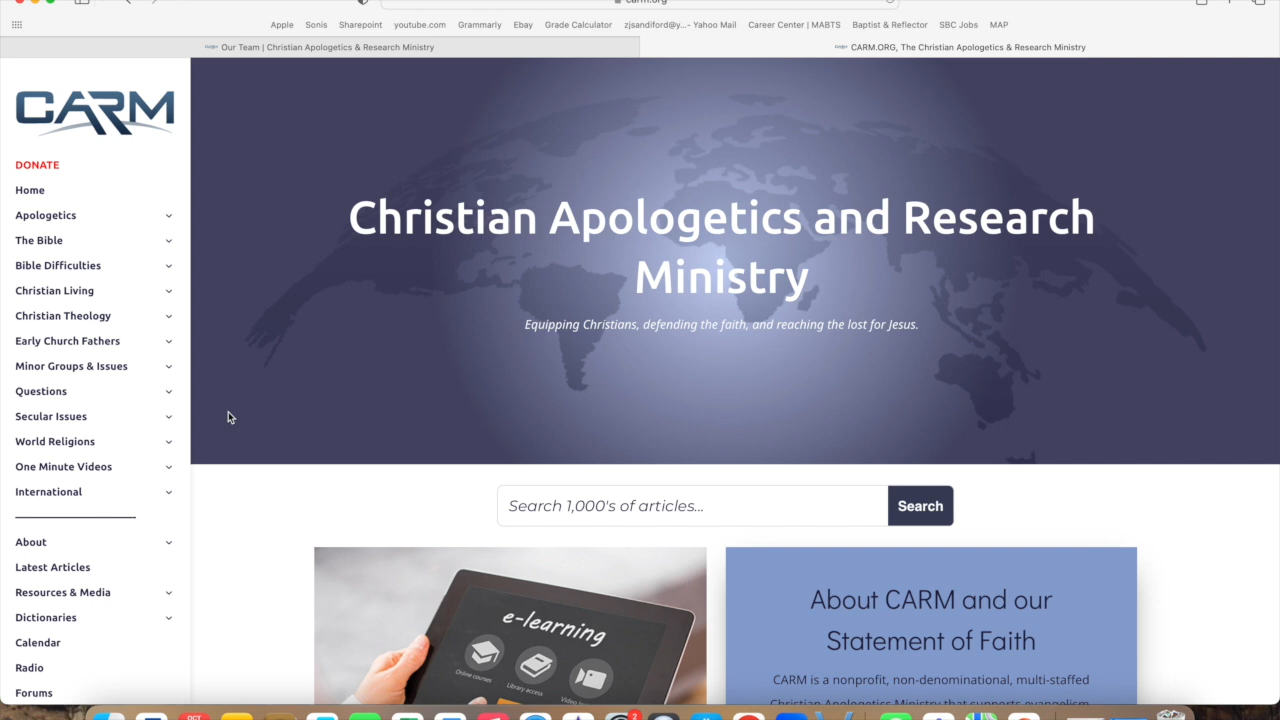 carm.org
Apple Sonis Sharepoint youtube.com Grammarly Ebay Grade Calculator zjsandiford@y...- Yahoo Mail Career Center | MABTS Baptist & Reflector SBC Jobs MAP
Our Team | Christian Apologetics & Research Ministry
CARM.ORG, The Christian Apologetics & Research Ministry
CARM
DONATE
Home
Apologetics
The Bible
Bible Difficulties
Christian Living
Christian Theology
Early Church Fathers
Minor Groups & Issues
Questions
Secular Issues
World Religions
One Minute Videos
International
About
Latest Articles
Resources & Media
Dictionaries
Calendar
Radio
Forums
Christian Apologetics and Research
Ministry
Equipping Christians, defending the faith, and reaching the lost for Jesus.
Search 1,000's of articles...
Search
e-learning
Online courses
Library access
About CARM and our
Statement of Faith
CARM is a nonprofit, non-denominational, multi-staffed
Christian Apologetics Ministry that supports evangelism
OCT
2